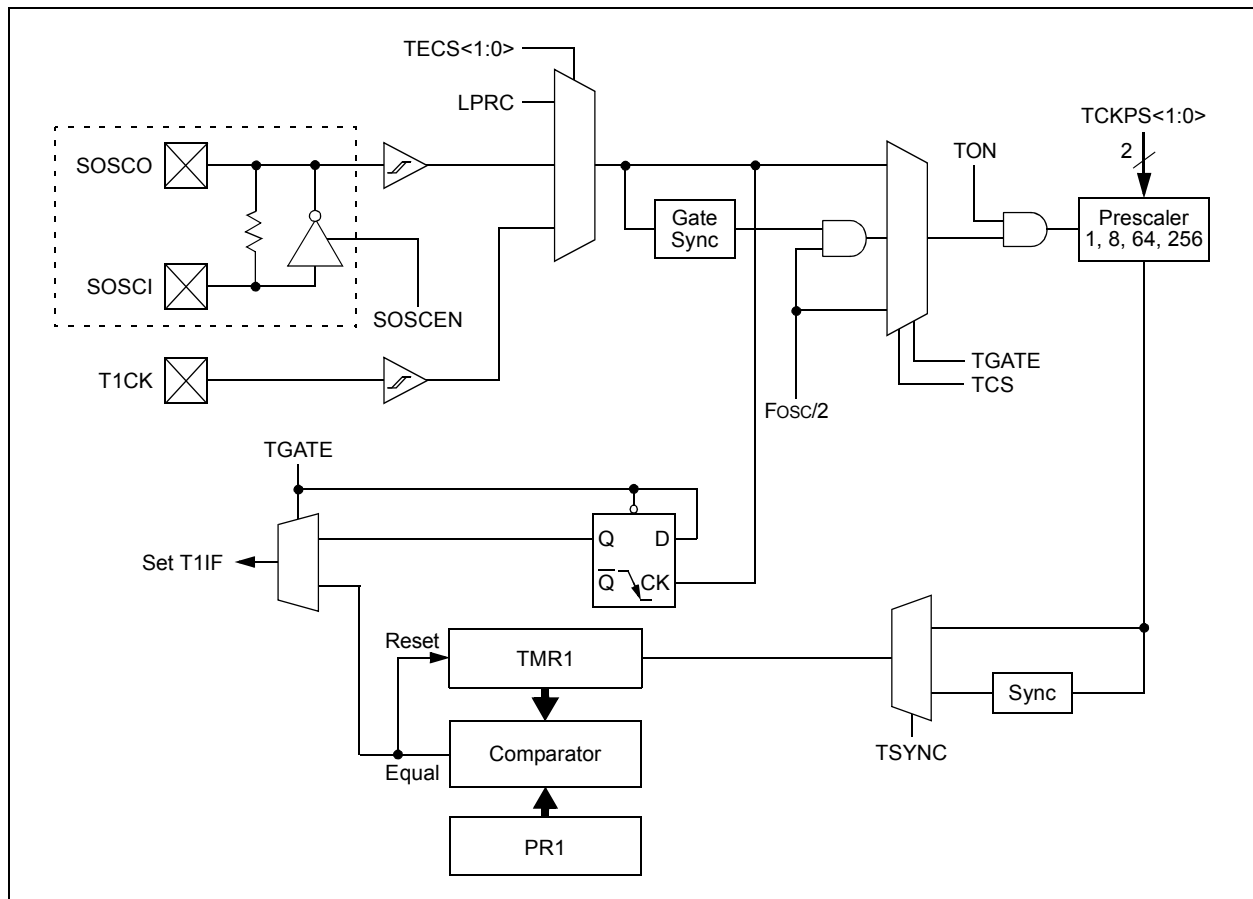 TECS<1:0>
LPRC
TCKPS<1:0>
SOSCO
TON
2
Gate
Sync
Prescaler
1, 8, 64, 256
SOSCI
SOSCEN
TGATE
T1CK
TCS
FOSC/2
TGATE
Q
D
Set T1IF
Q
CK
Reset
TMR1
Sync
Equal
Comparator
TSYNC
PR1